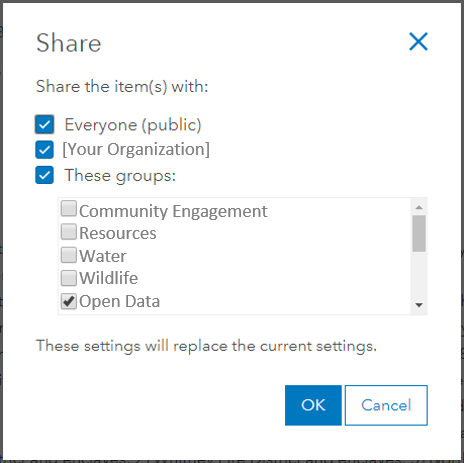 Share
Share the item(s) with:
Everyone (public)
[Your Organization]
These groups:
Community Engagement
Resources
Water
Wildlife
Open Data
These settings will replace the current settings.
OK Cancel